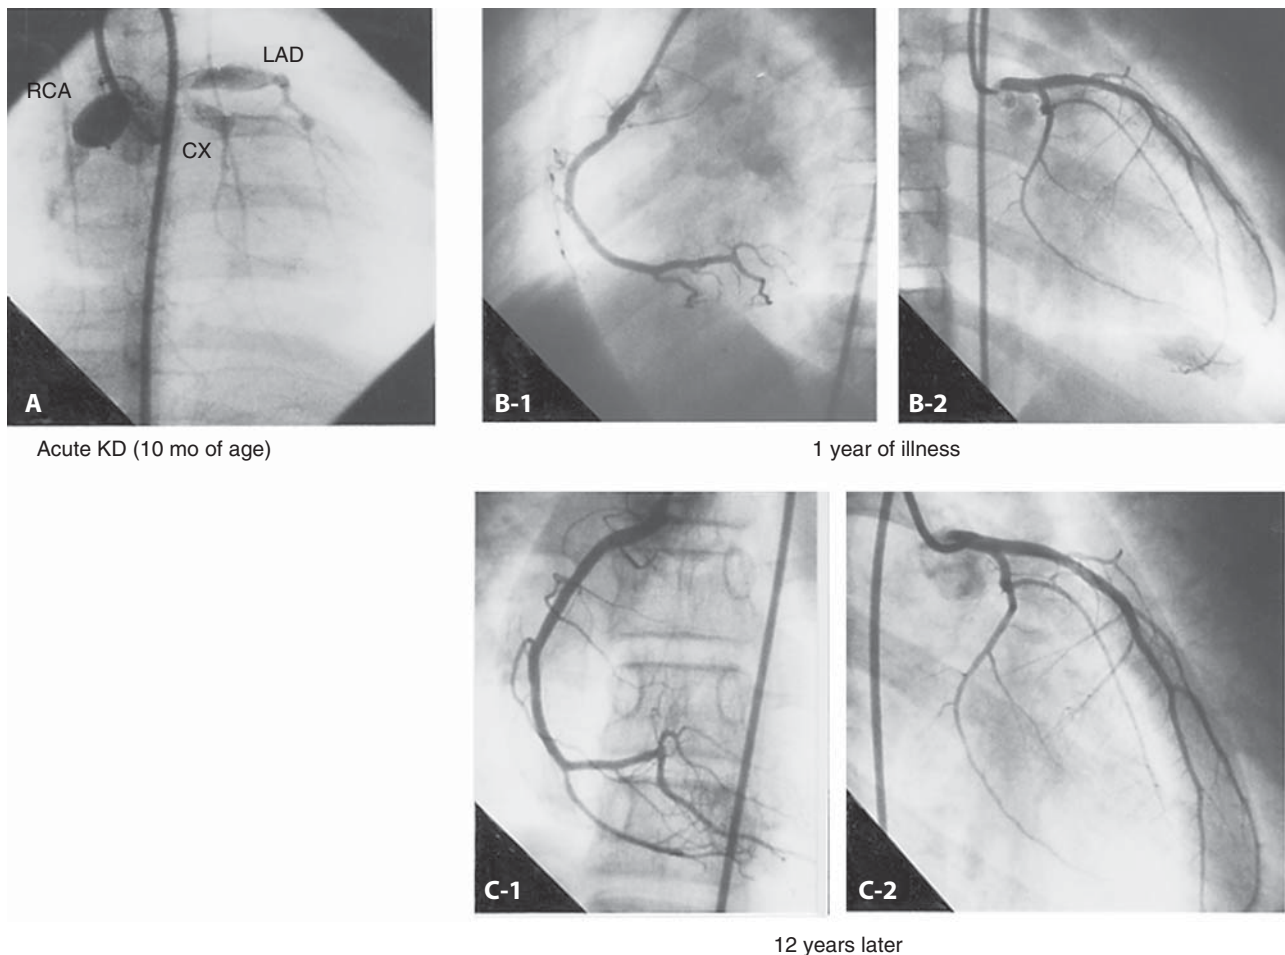 LAD
RCA
CX
A
B-1
B-2
Acute KD (10 mo of age)
1 year of illness
C-1
C-2
12 years later